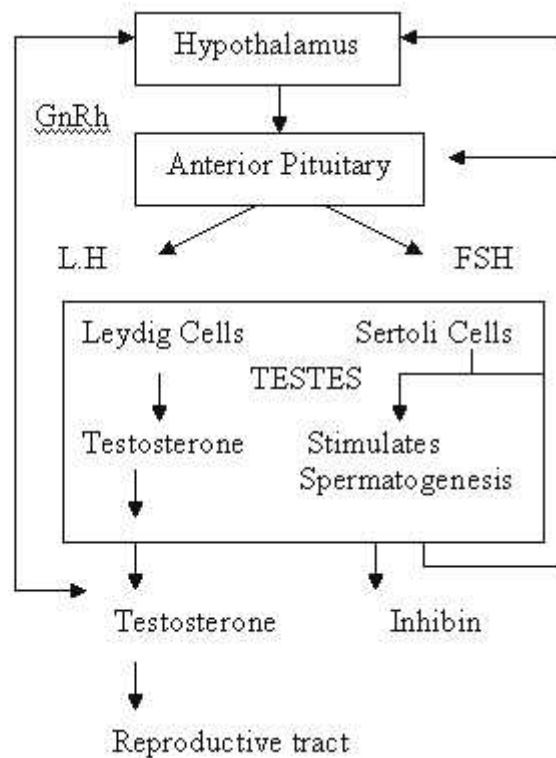 Hypothalamus
GnRh
Anterior Pituitary
L.H FSH
Leydig Cells Sertoli Cells
TESTES
Testosterone Stimulates
Spermatogenesis
Testosterone Inhibin
Reproductive tract